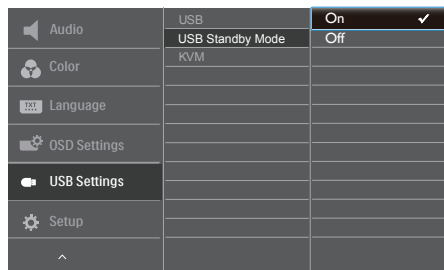 Audio
Color
TXT
Language
OSD Settings
USB Settings
Setup
USB
USB Standby Mode
KVM
On
Off